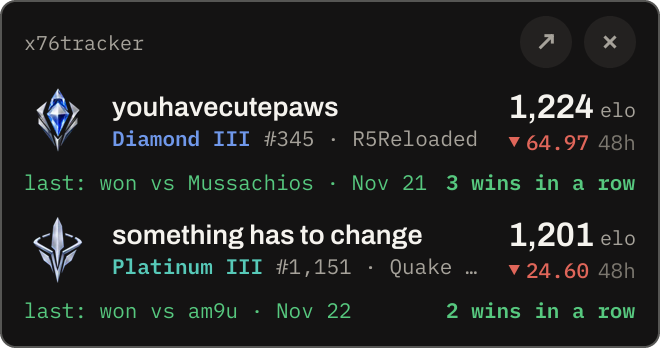 x76tracker
youhavecutepaws 1,224 elo
Diamond III #345 · R5Reloaded ▼64.97 48h
last: won vs Mussachios · Nov 21 3 wins in a row
something has to change 1,201 elo
Platinum III #1,151 · Quake … ▼24.60 48h
last: won vs am9u · Nov 22 2 wins in a row